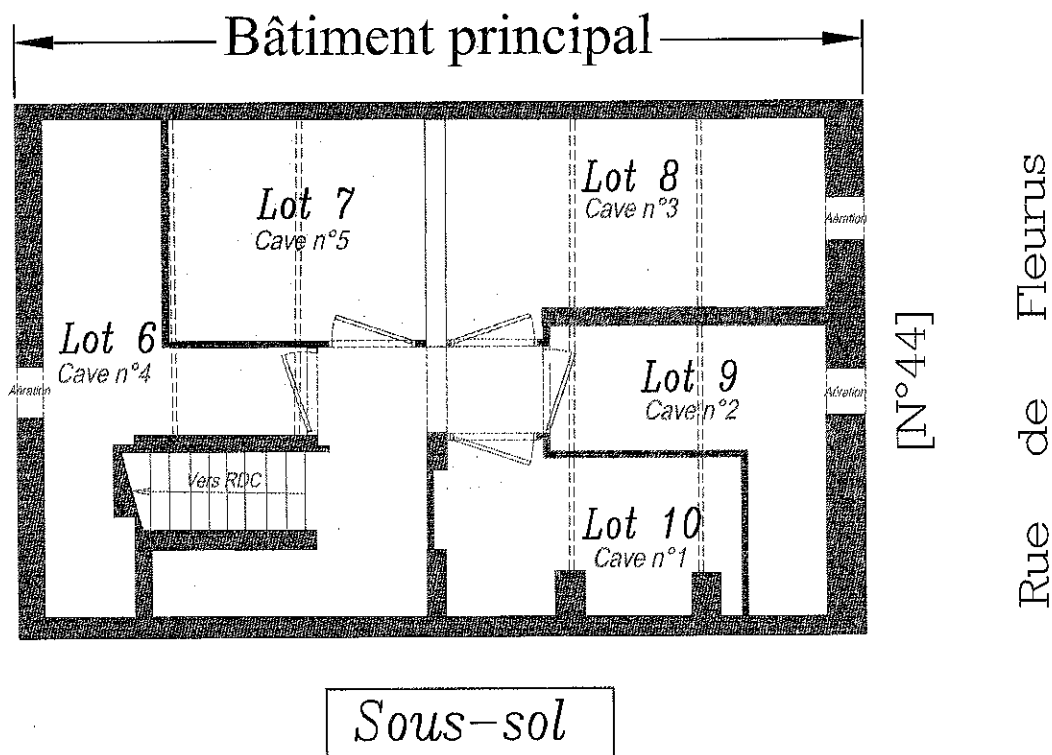 Bâtiment principal
Lot 7
Cave n°5
Lot 8
Cave n°3
Aération
Lot 6
Cave n°4
Aération
Lot 9
Cave n°2
Aération
Vers RDC
Lot 10
Cave n°1
[N°44]
Rue de Fleurus
Sous-sol